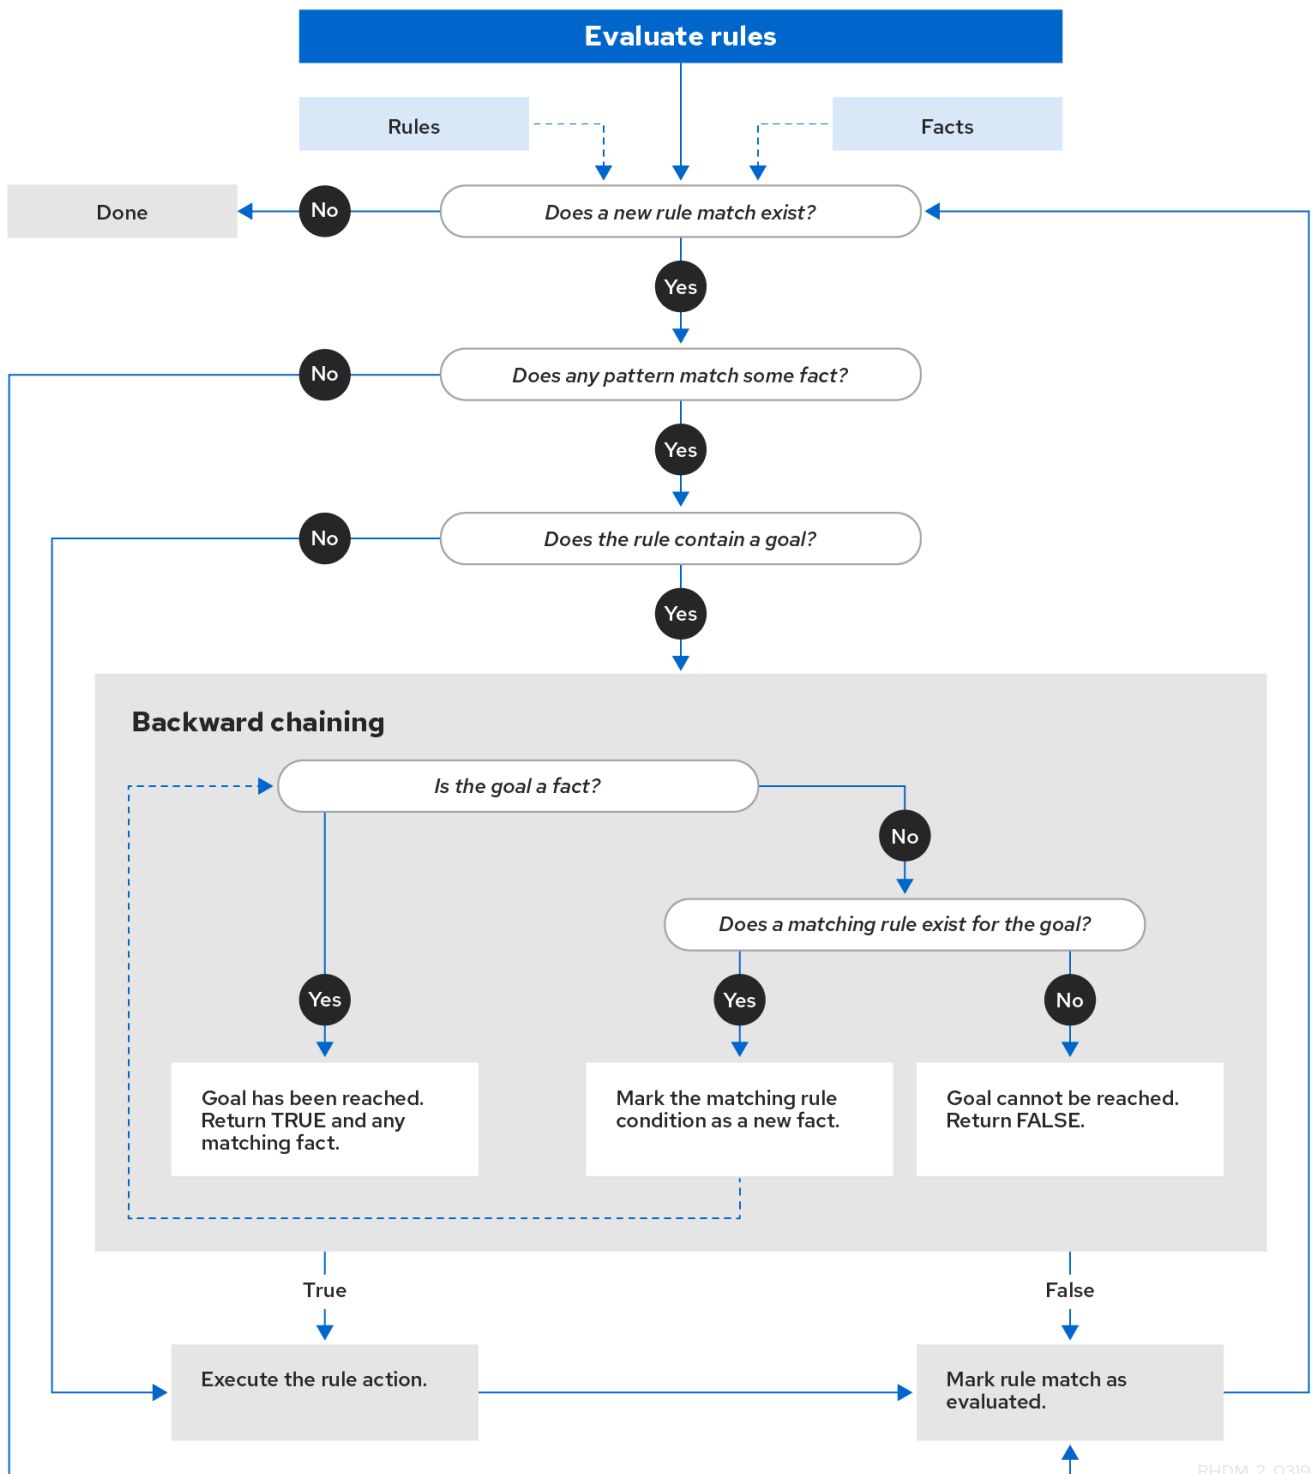 Evaluate rules
Rules
Facts
Done
No
Does a new rule match exist?
Yes
No
Does any pattern match some fact?
Yes
No
Does the rule contain a goal?
Yes
Backward chaining
Is the goal a fact?
No
Does a matching rule exist for the goal?
Yes
Yes
No
Goal has been reached.
Return TRUE and any
matching fact.
Mark the matching rule
condition as a new fact.
Goal cannot be reached.
Return FALSE.
True
False
Execute the rule action.
Mark rule match as
evaluated.
RHDM_2_0319